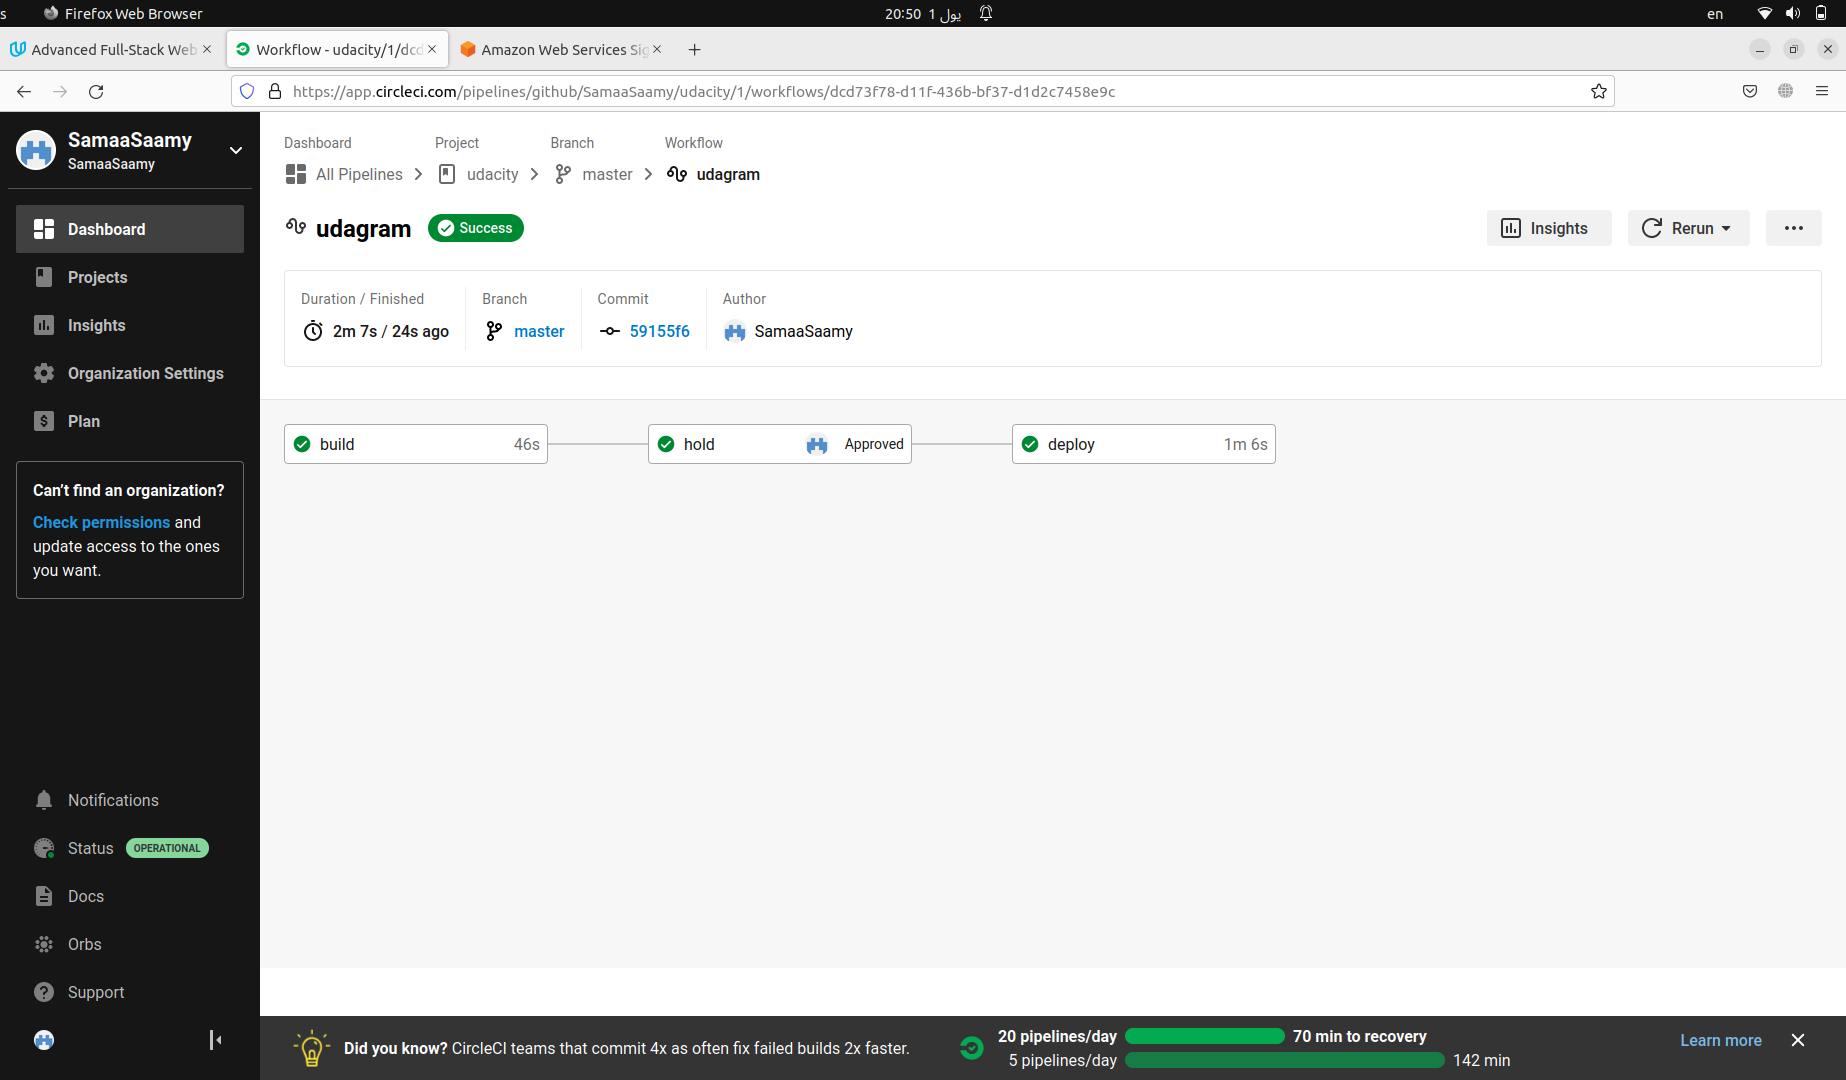 s
Firefox Web Browser
20:50 1 يول
en
Advanced Full-Stack Web
Workflow - udacity/1/dcd
Amazon Web Services Sig
https://app.circleci.com/pipelines/github/SamaaSaamy/udacity/1/workflows/dcd73f78-d11f-436b-bf37-d1d2c7458e9c
SamaaSaamy
SamaaSaamy
Dashboard
Projects
Insights
Organization Settings
Plan
Can't find an organization?
Check permissions and
update access to the ones
you want.
Notifications
Status OPERATIONAL
Docs
Orbs
Support
Dashboard Project Branch Workflow
All Pipelines udacity master udagram
udagram Success
Insights Rerun
Duration / Finished Branch Commit Author
2m 7s / 24s ago master 59155f6 SamaaSaamy
build 46s hold Approved deploy 1m 6s
Did you know? CircleCI teams that commit 4x as often fix failed builds 2x faster.
20 pipelines/day 70 min to recovery
5 pipelines/day 142 min
Learn more